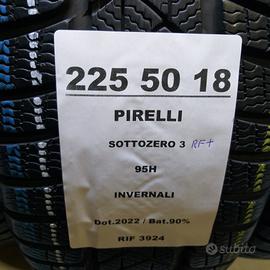 225 50 18
PIRELLI
SOTTOZERO 3 RF+
95H
INVERNALI
Dot.2022 / Bat.90%
RIF 3924
subito